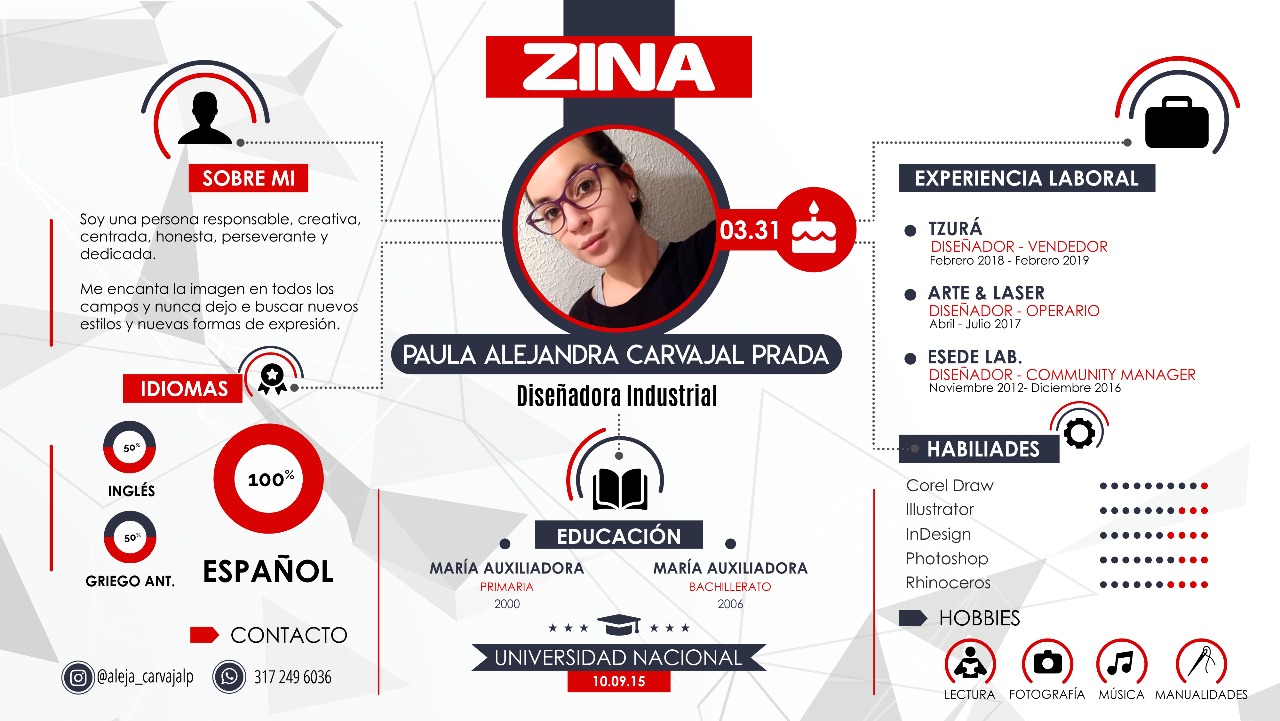 ZINA
SOBRE MI
Soy una persona responsable, creativa,
centrada, honesta, perseverante y
dedicada.
Me encanta la imagen en todos los
campos y nunca dejo e buscar nuevos
estilos y nuevas formas de expresión.
IDIOMAS
50%
INGLÉS
100%
ESPAÑOL
50%
GRIEGO ANT.
CONTACTO
@aleja_carvajalp
317 249 6036
03.31
PAULA ALEJANDRA CARVAJAL PRADA
Diseñadora Industrial
EDUCACIÓN
MARÍA AUXILIADORA
PRIMARIA
2000
MARÍA AUXILIADORA
BACHILLERATO
2006
UNIVERSIDAD NACIONAL
10.09.15
EXPERIENCIA LABORAL
TZURÁ
DISEÑADOR - VENDEDOR
Febrero 2018 - Febrero 2019
ARTE & LASER
DISEÑADOR - OPERARIO
Abril - Julio 2017
ESEDE LAB.
DISEÑADOR - COMMUNITY MANAGER
Noviembre 2012- Diciembre 2016
HABILIADES
Corel Draw
Illustrator
InDesign
Photoshop
Rhinoceros
HOBBIES
LECTURA
FOTOGRAFÍA
MÚSICA
MANUALIDADES